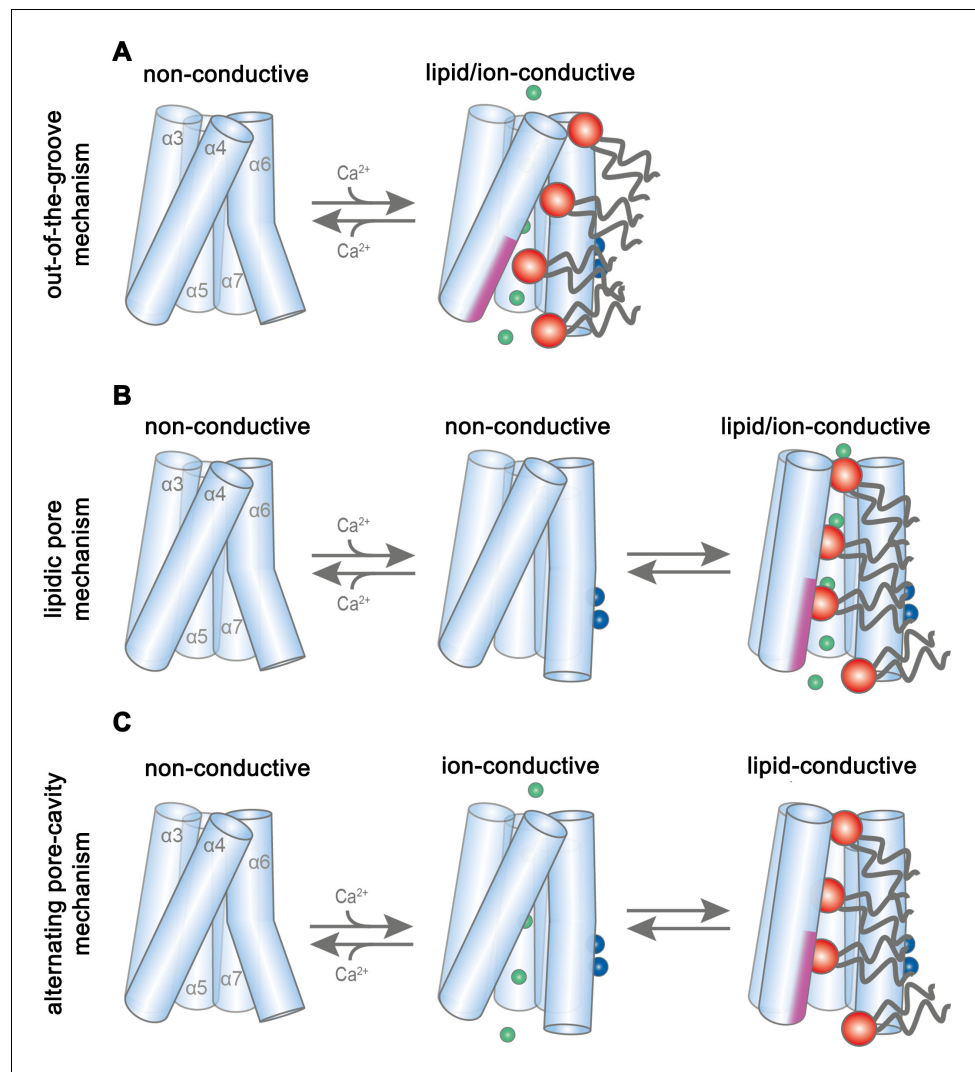 A
non-conductive
lipid/ion-conductive
out-of-the-groove
mechanism
α3
α4
α6
α5
α7
Ca²⁺
Ca²⁺
B
non-conductive
non-conductive
lipid/ion-conductive
lipidic pore
mechanism
α3
α4
α6
α5
α7
Ca²⁺
Ca²⁺
C
non-conductive
ion-conductive
lipid-conductive
alternating pore-cavity
mechanism
α3
α4
α6
α5
α7
Ca²⁺
Ca²⁺